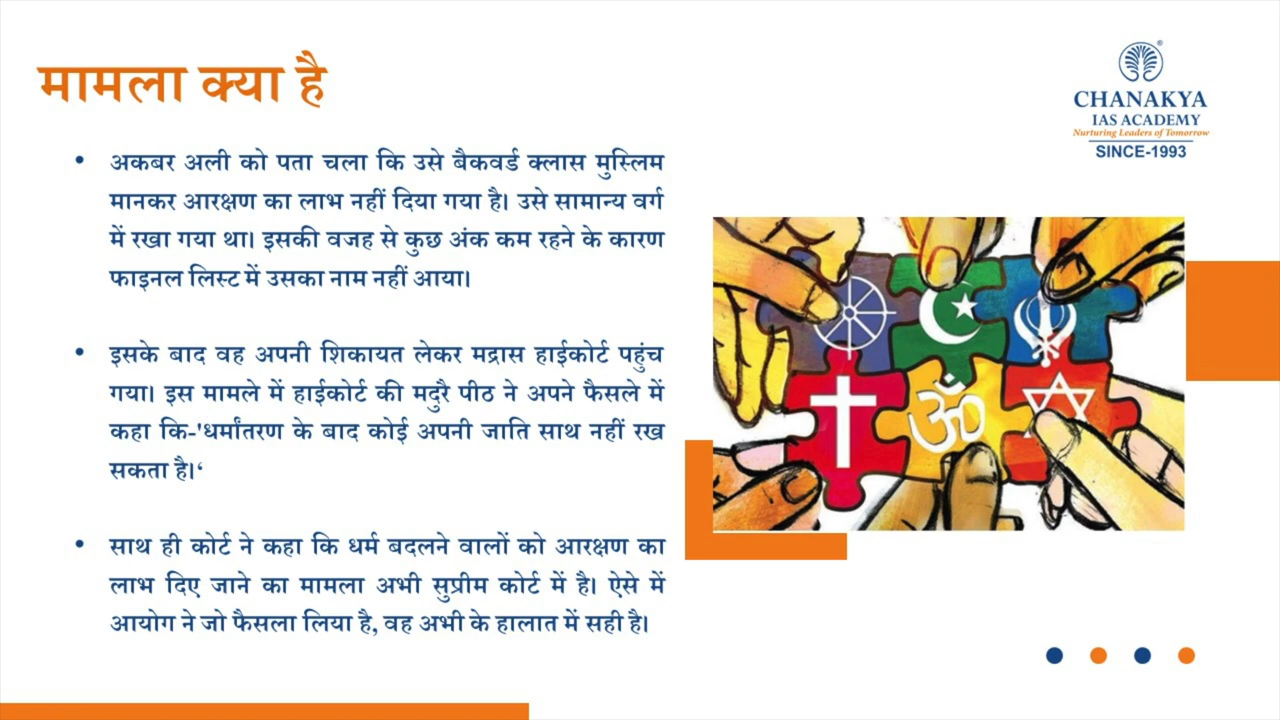 मामला क्या है
CHANAKYA
IAS ACADEMY
Nurturing Leaders of Tomorrow
SINCE-1993
• अकबर अली को पता चला कि उसे बैकवर्ड क्लास मुस्लिम
मानकर आरक्षण का लाभ नहीं दिया गया है। उसे सामान्य वर्ग
में रखा गया था। इसकी वजह से कुछ अंक कम रहने के कारण
फाइनल लिस्ट में उसका नाम नहीं आया।
• इसके बाद वह अपनी शिकायत लेकर मद्रास हाईकोर्ट पहुंच
गया। इस मामले में हाईकोर्ट की मदुरै पीठ ने अपने फैसले में
कहा कि-'धर्मांतरण के बाद कोई अपनी जाति साथ नहीं रख
सकता है।‘
• साथ ही कोर्ट ने कहा कि धर्म बदलने वालों को आरक्षण का
लाभ दिए जाने का मामला अभी सुप्रीम कोर्ट में है। ऐसे में
आयोग ने जो फैसला लिया है, वह अभी के हालात में सही है।
ॐ